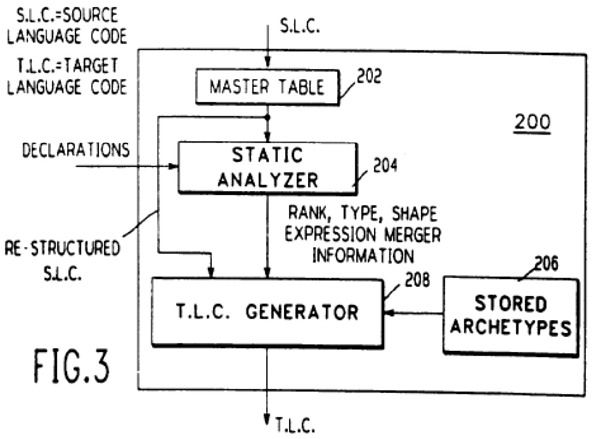 S.L.C.=SOURCE
LANGUAGE CODE
S.L.C.
T.L.C.=TARGET
LANGUAGE CODE
MASTER TABLE
202
200
DECLARATIONS
STATIC
ANALYZER
204
RANK, TYPE, SHAPE
EXPRESSION MERGER
INFORMATION
RE-STRUCTURED
S.L.C.
206
208
T.L.C. GENERATOR
STORED
ARCHETYPES
FIG.3
T.L.C.